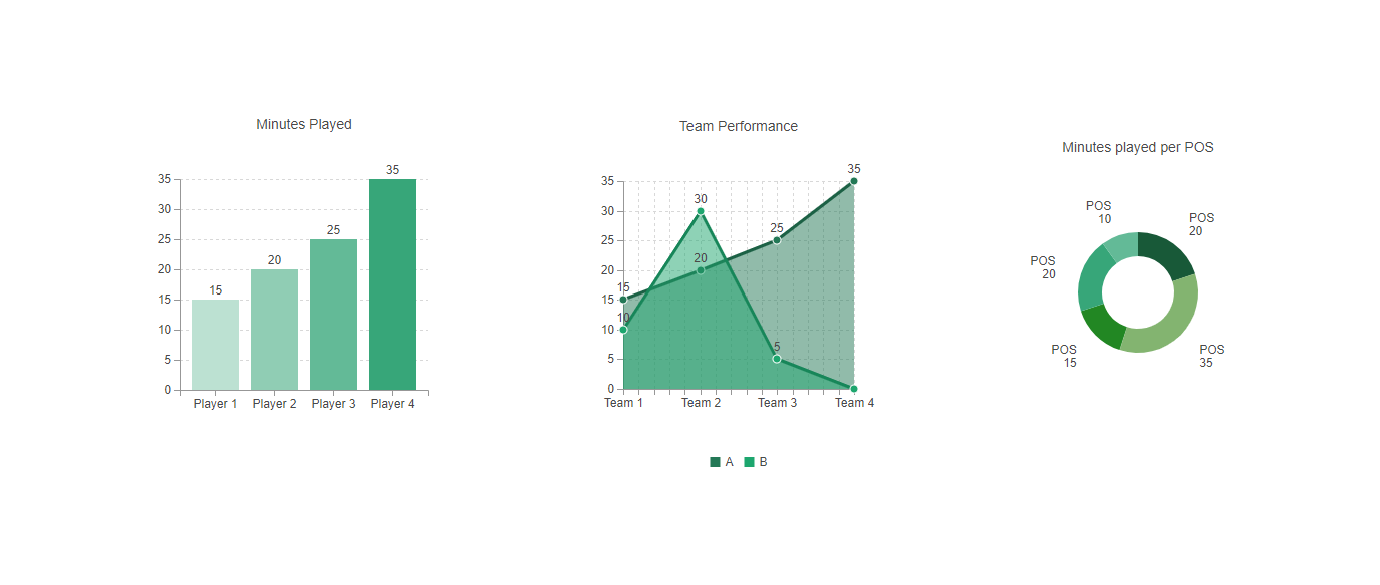 Minutes Played
35
35
30
25
25
20
20
15
15
10
5
0
Player 1
Player 2
Player 3
Player 4
Team Performance
35
35
30
30
25
25
20
20
15
15
10
10
5
5
0
Team 1
Team 2
Team 3
Team 4
A
B
Minutes played per POS
POS
10
POS
20
POS
20
POS
15
POS
35